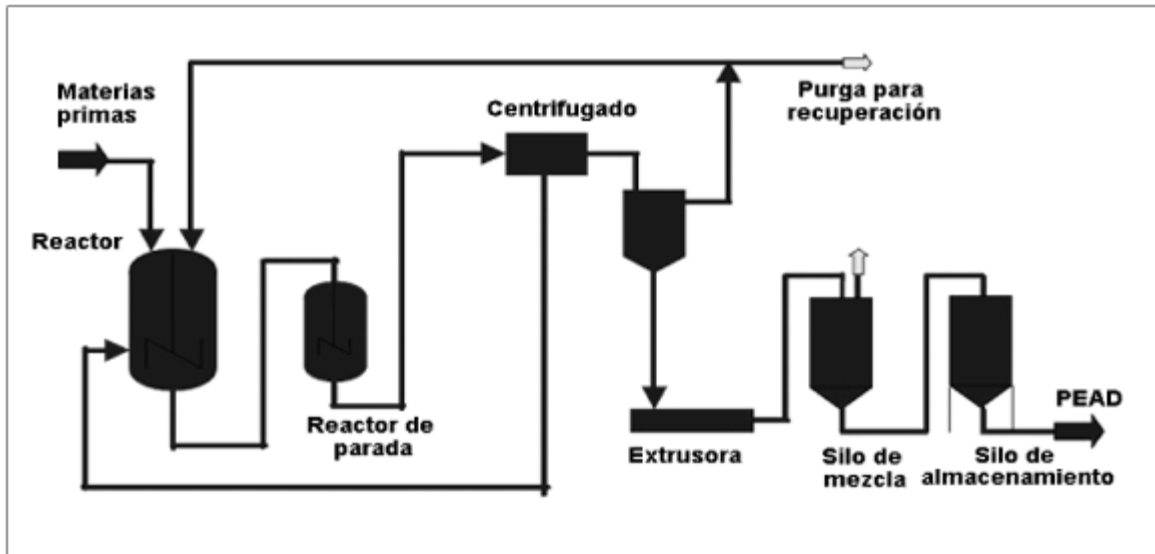 Materias
primas
Centrifugado
Purga para
recuperación
Reactor
Reactor de
parada
Extrusora
Silo de
mezcla
Silo de
almacenamiento
PEAD